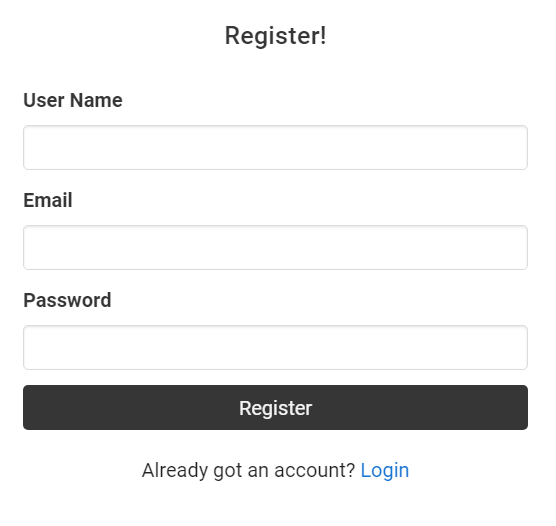 Register!
User Name
Email
Password
Register
Already got an account? Login